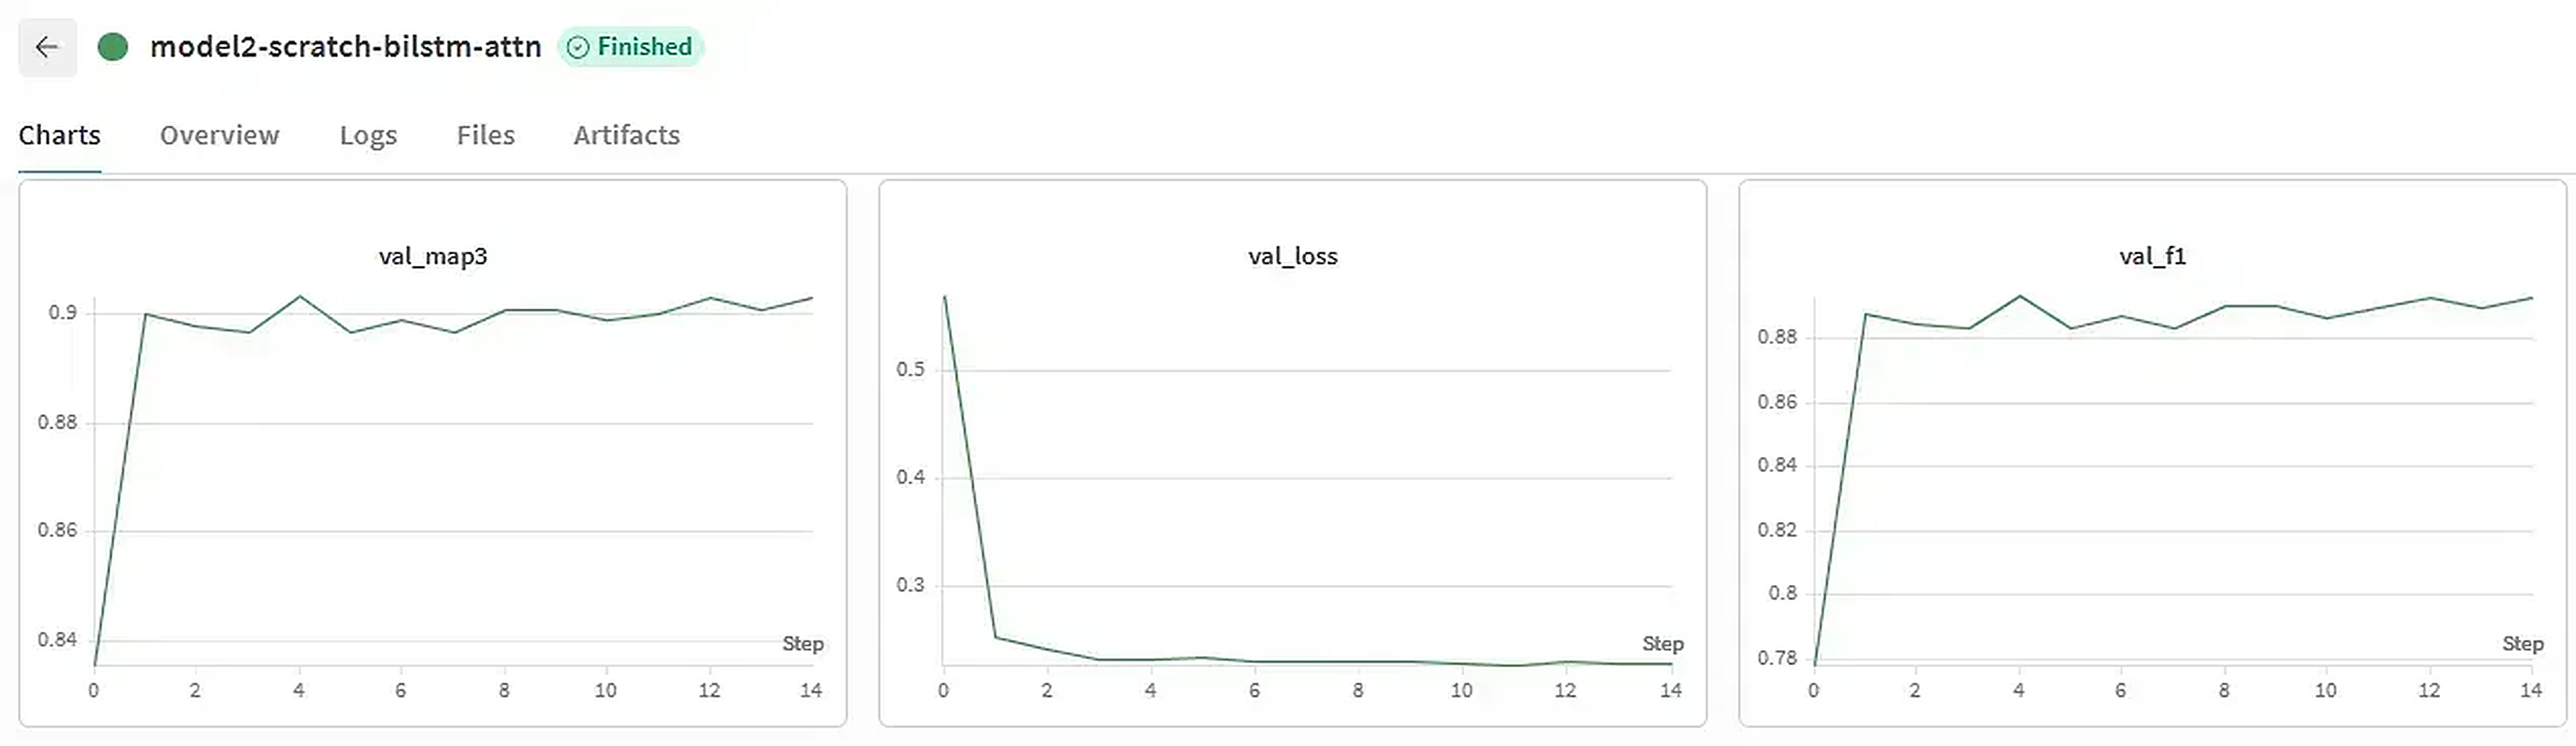 model2-scratch-bilstm-attn Finished
Charts Overview Logs Files Artifacts
val_map3
0.9
0.88
0.86
0.84
Step
0 2 4 6 8 10 12 14
val_loss
0.5
0.4
0.3
Step
0 2 4 6 8 10 12 14
val_f1
0.88
0.86
0.84
0.82
0.8
0.78
Step
0 2 4 6 8 10 12 14